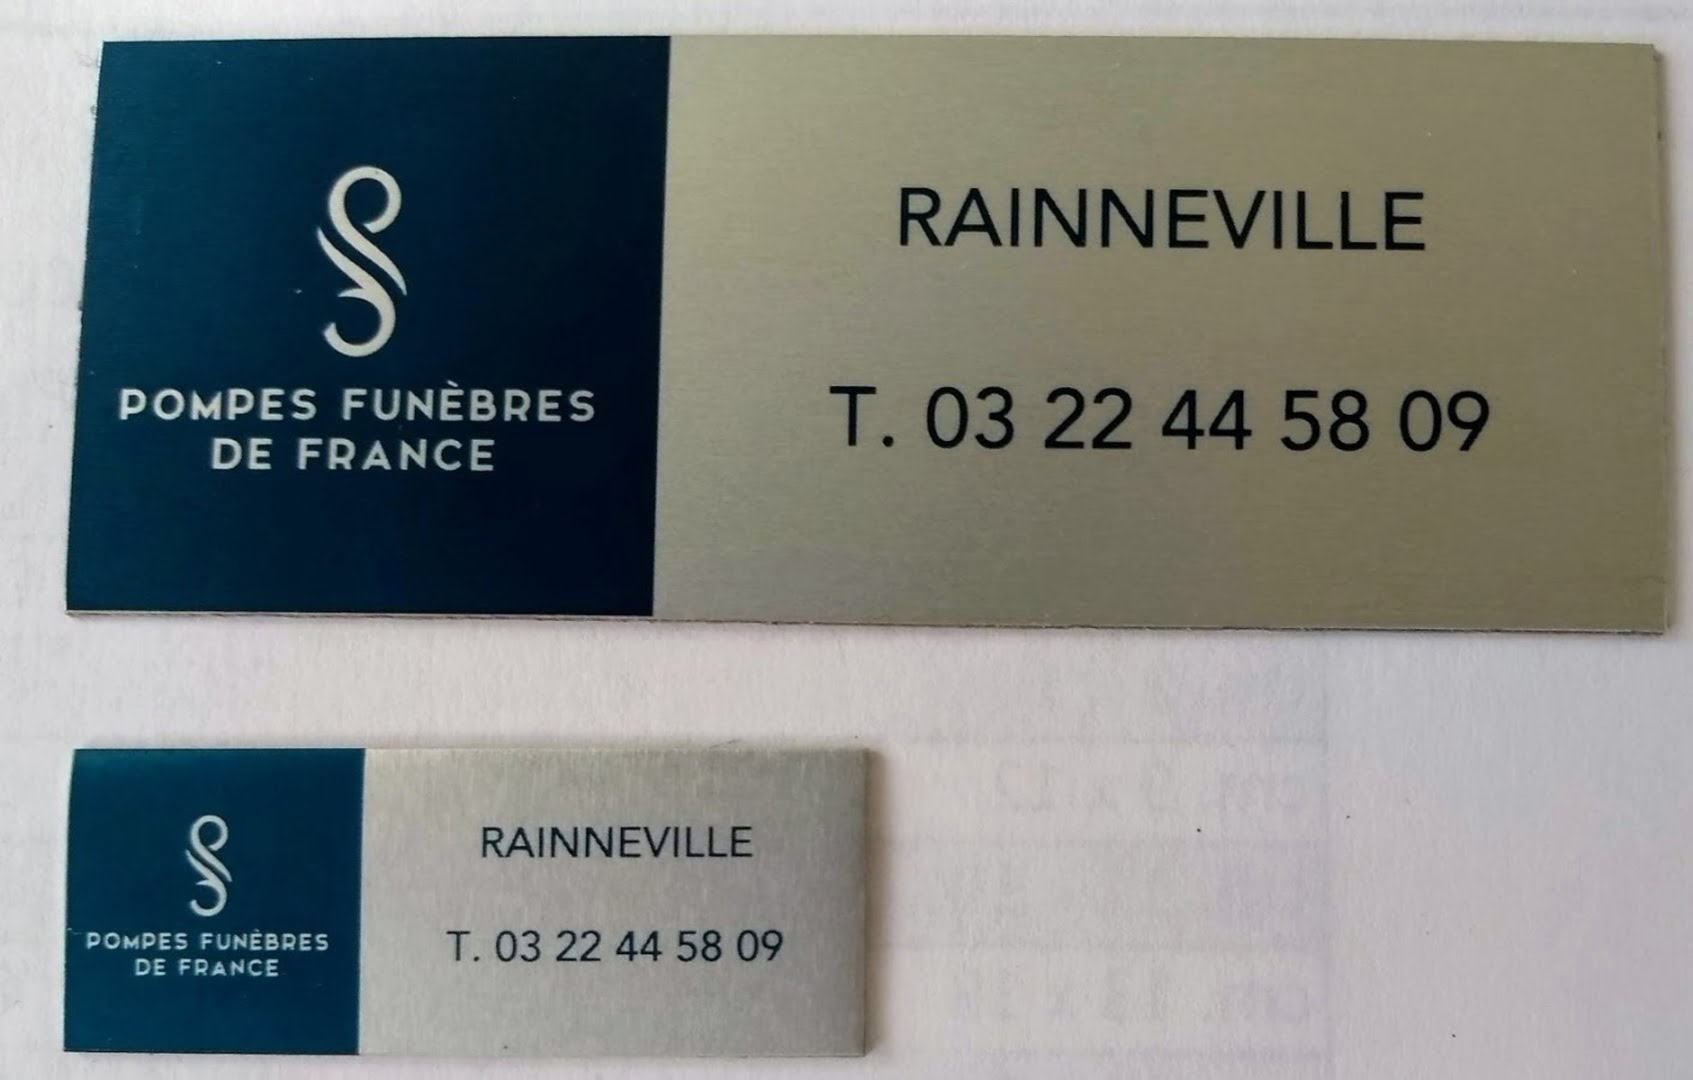 RAINNEVILLE
POMPES FUNÈBRES
DE FRANCE
T. 03 22 44 58 09
RAINNEVILLE
POMPES FUNÈBRES
DE FRANCE
T. 03 22 44 58 09